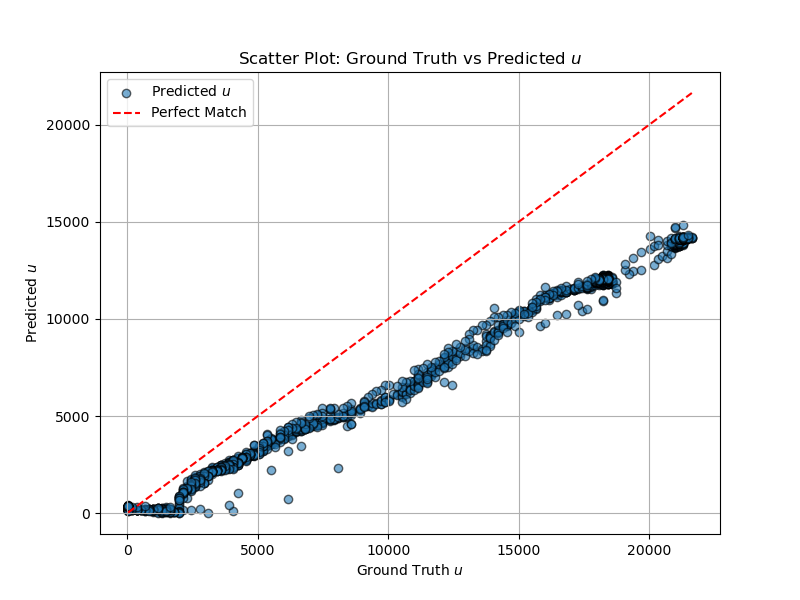 Scatter Plot: Ground Truth vs Predicted u
Predicted u
Perfect Match
20000
15000
10000
5000
0
Predicted u
0 5000 10000 15000 20000
Ground Truth u